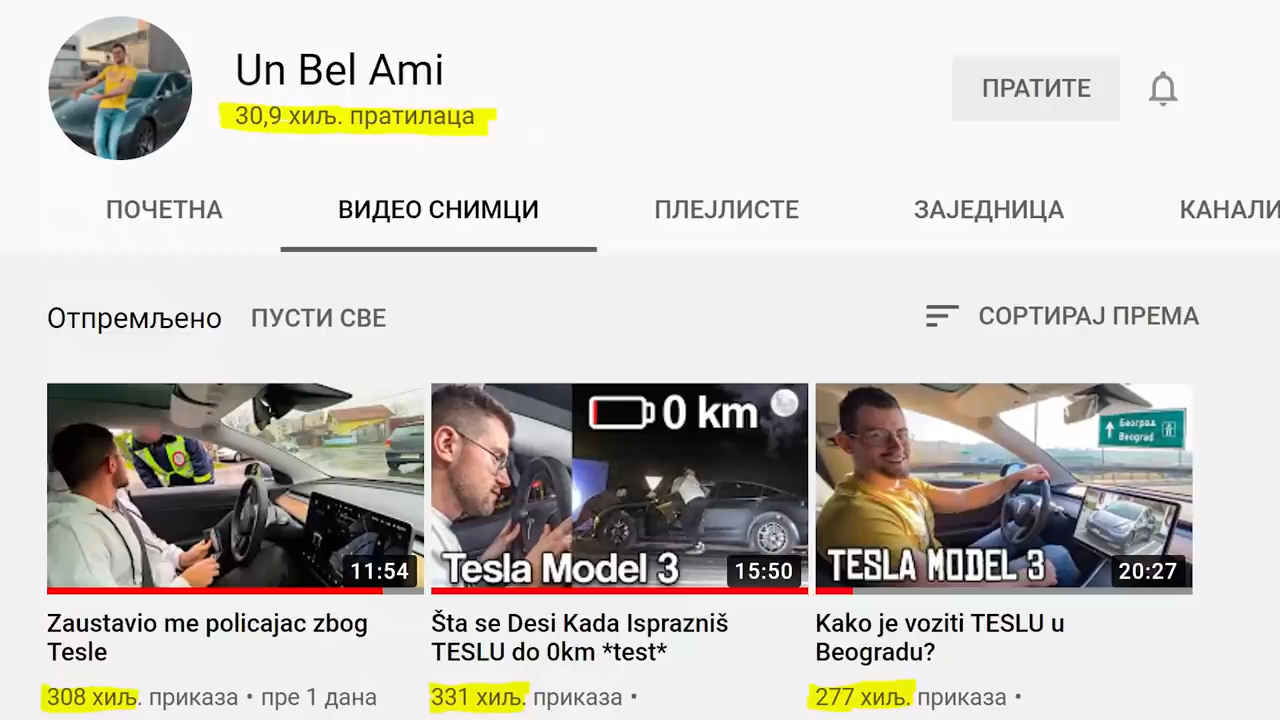 Un Bel Ami
30,9 хиљ. пратилаца
ПРАТИТЕ
ПОЧЕТНА
ВИДЕО СНИМЦИ
ПЛЕЈЛИСТЕ
ЗАЈЕДНИЦА
КАНАЛИ
Отпремљено
ПУСТИ СВЕ
СОРТИРАЈ ПРЕМА
11:54
Zaustavio me policajac zbog
Tesle
308 хиљ. приказа • пре 1 дана
0 km
Tesla Model 3
15:50
Šta se Desi Kada Isprazniš
TESLU do 0km *test*
331 хиљ. приказа •
Београд
Beograd
TESLA MODEL 3
20:27
Kako je voziti TESLU u
Beogradu?
277 хиљ. приказа •